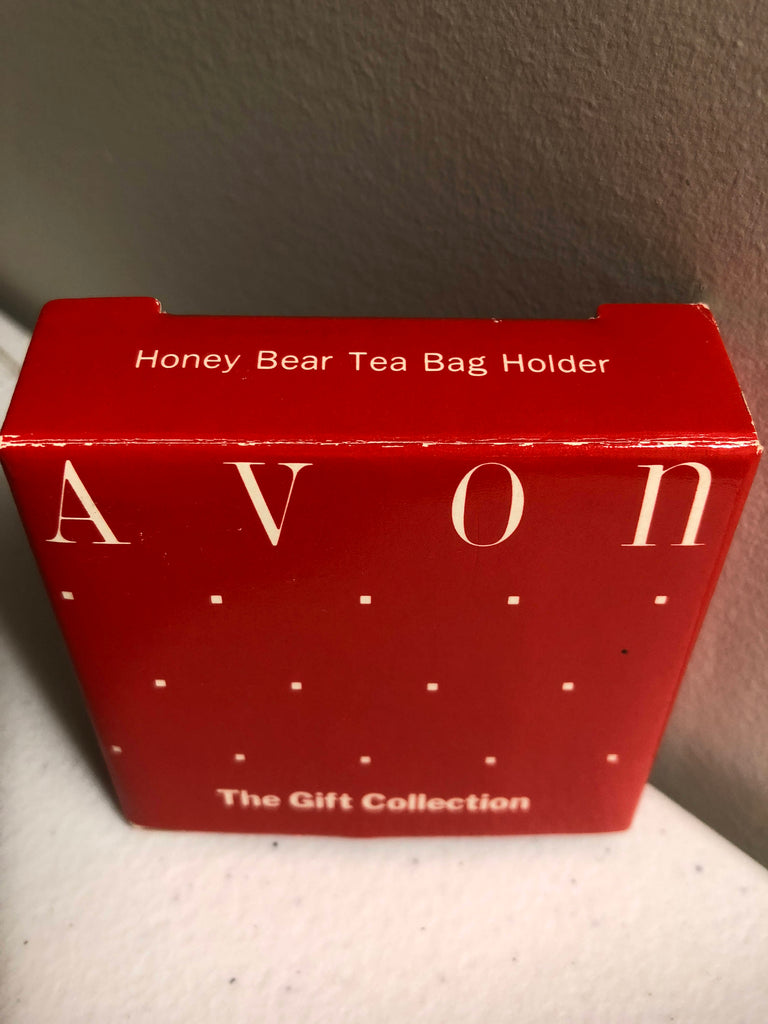 Honey Bear Tea Bag Holder
AVOn
The Gift Collection